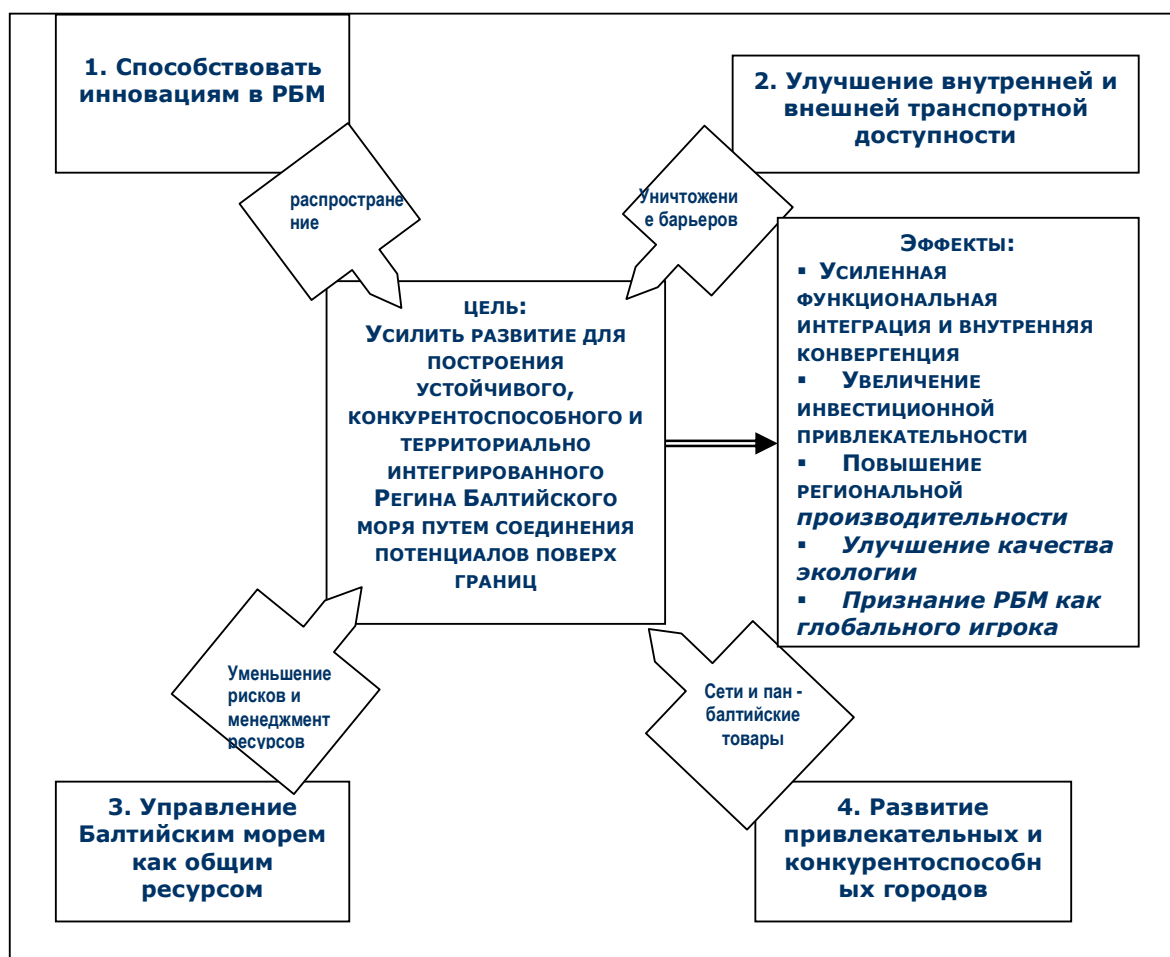 1. Способствовать
инновациям в РБМ
2. Улучшение внутренней и
внешней транспортной
доступности
распростране
ние
Уничтожени
е барьеров
цель:
Усилить развитие для
построения
устойчивого,
конкурентоспособного и
территориально
интегрированного
Регина Балтийского
моря путем соединения
потенциалов поверх
границ
Эффекты:
▪ Усиленная
функциональная
интеграция и внутренняя
конвергенция
▪ Увеличение
инвестиционной
привлекательности
▪ Повышение
региональной
производительности
▪ Улучшение качества
экологии
▪ Признание РБМ как
глобального игрока
Уменьшение
рисков и
менеджмент
ресурсов
Сети и пан -
балтийские
товары
3. Управление
Балтийским морем
как общим
ресурсом
4. Развитие
привлекательных и
конкурентоспособн
ых городов